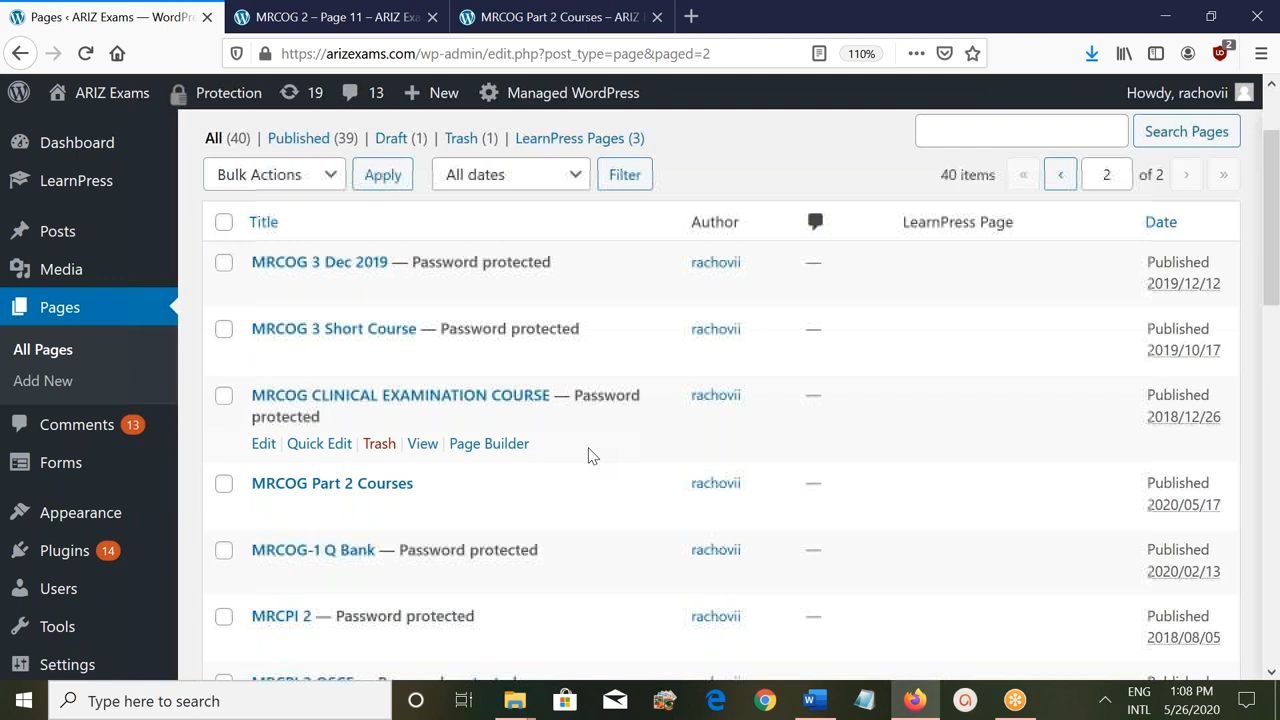 Pages ‹ ARIZ Exams — WordPr
MRCOG 2 – Page 11 – ARIZ Exa
MRCOG Part 2 Courses – ARIZ
https://arizexams.com/wp-admin/edit.php?post_type=page&paged=2
110%
2
ARIZ Exams
Protection
19
13
New
Managed WordPress
Howdy, rachovii
Dashboard
LearnPress
Posts
Media
Pages
All Pages
Add New
Comments 13
Forms
Appearance
Plugins 14
Users
Tools
Settings
All (40) | Published (39) | Draft (1) | Trash (1) | LearnPress Pages (3)
Search Pages
Bulk Actions
Apply
All dates
Filter
40 items « ‹ 2 of 2 › »
Title Author LearnPress Page Date
MRCOG 3 Dec 2019 — Password protected rachovii — Published
2019/12/12
MRCOG 3 Short Course — Password protected rachovii — Published
2019/10/17
MRCOG CLINICAL EXAMINATION COURSE — Password rachovii — Published
protected 2018/12/26
Edit | Quick Edit | Trash | View | Page Builder
MRCOG Part 2 Courses rachovii — Published
2020/05/17
MRCOG-1 Q Bank — Password protected rachovii — Published
2020/02/13
MRCPI 2 — Password protected rachovii — Published
2018/08/05
Type here to search
ENG
INTL
1:08 PM
5/26/2020